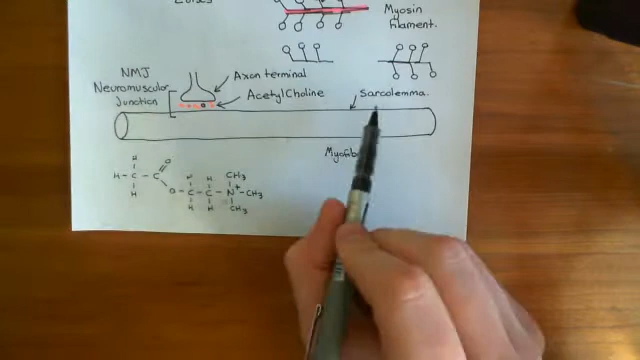 Myosin
filament.
NMJ
Neuromuscular
Junction
Axon terminal
AcetylCholine
Sarcolemma.
H
O
H - C - C
H
O - C - C - N+ - CH3
H H CH3
H H CH3